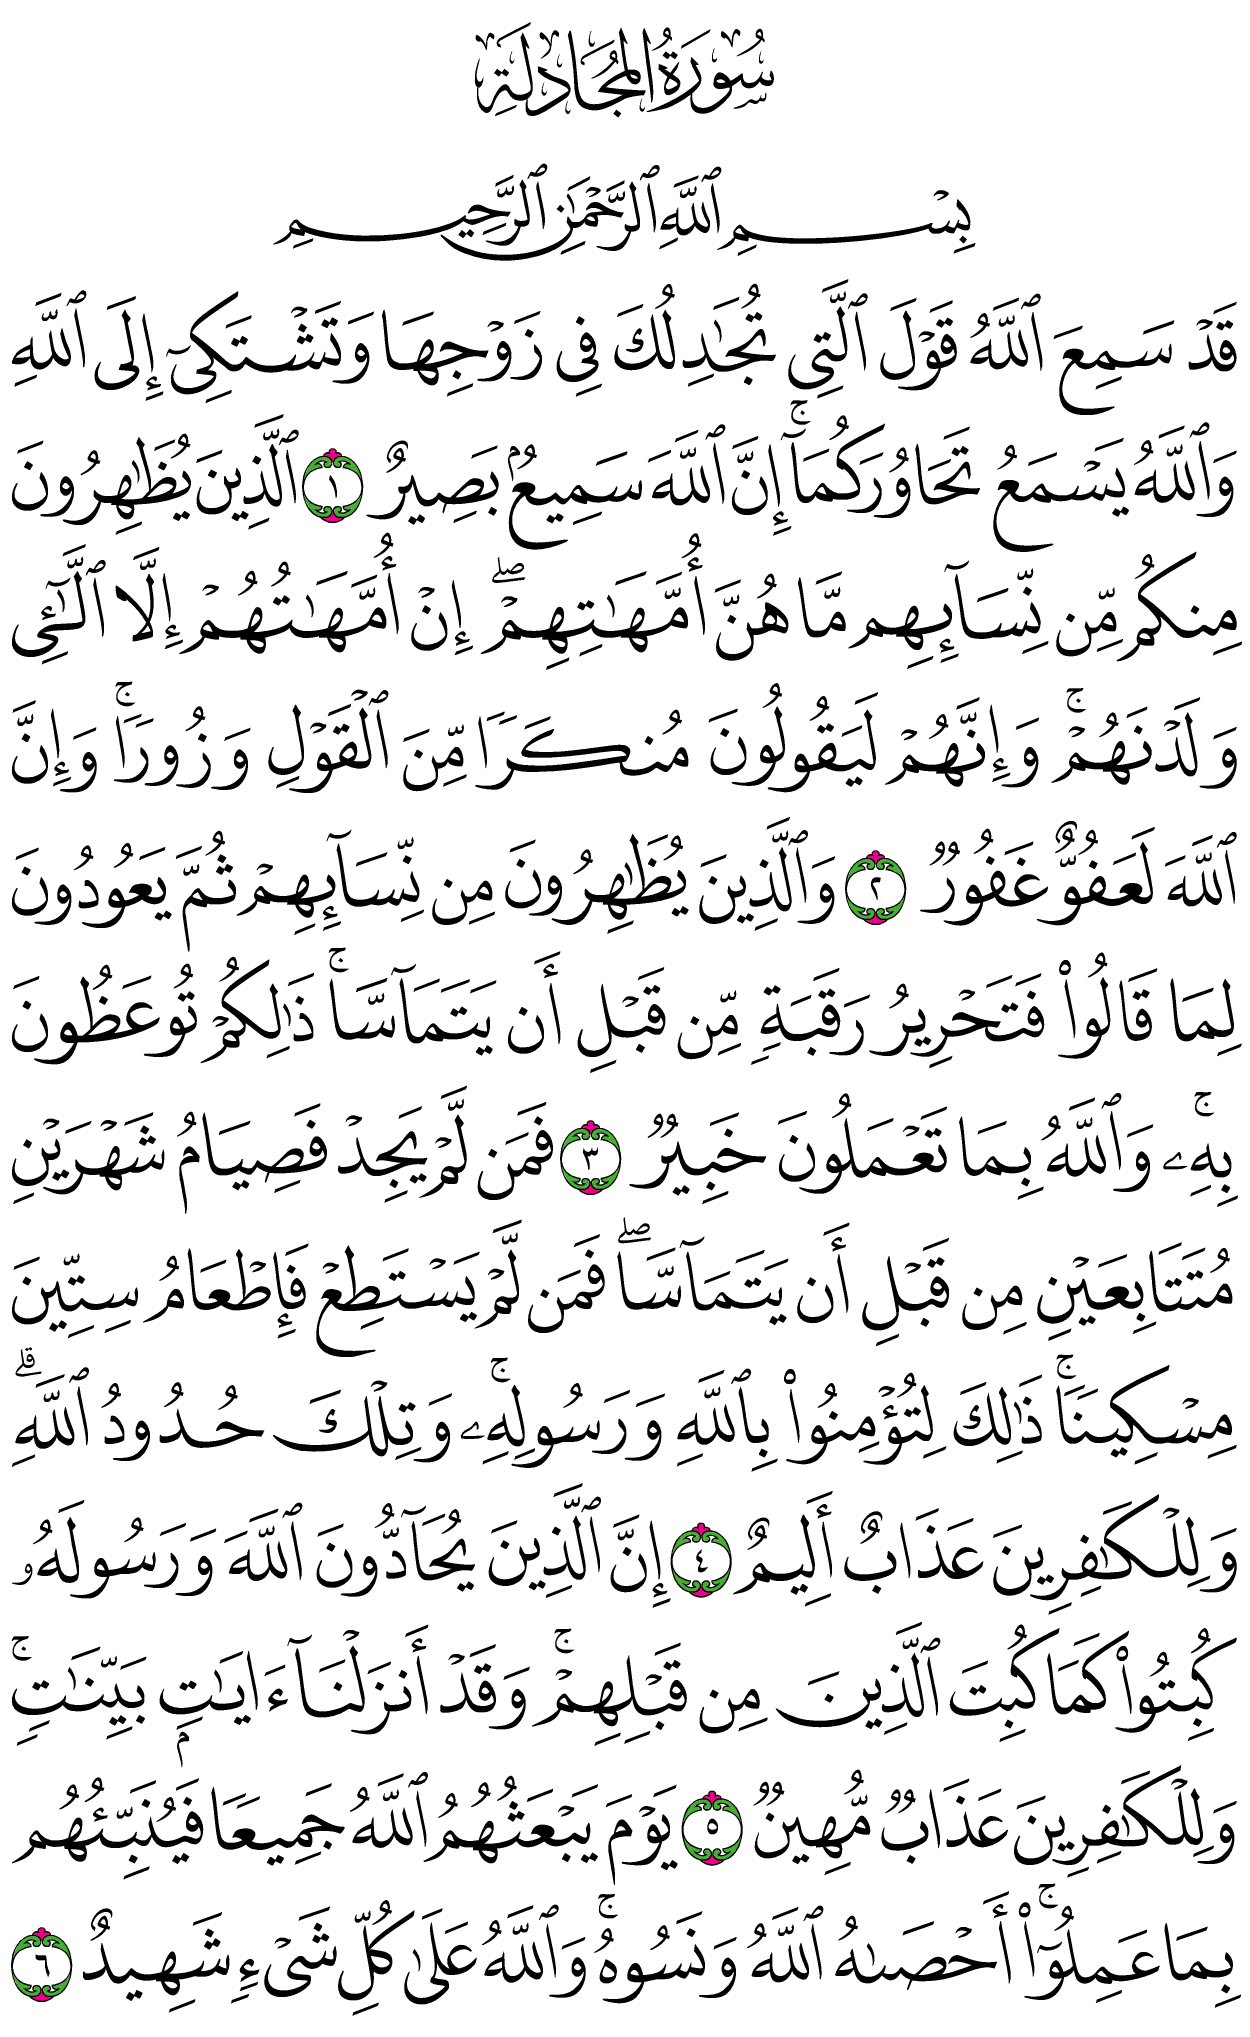 سُورَةُ المُجَادلَةِ
بِسۡمِ ٱللَّهِ ٱلرَّحۡمَٰنِ ٱلرَّحِيمِ
قَدۡ سَمِعَ ٱللَّهُ قَوۡلَ ٱلَّتِي تُجَٰدِلُكَ فِي زَوۡجِهَا وَتَشۡتَكِيٓ إِلَى ٱللَّهِ
وَٱللَّهُ يَسۡمَعُ تَحَاوُرَكُمَآۚ إِنَّ ٱللَّهَ سَمِيعُۢ بَصِيرٌ ١ ٱلَّذِينَ يُظَٰهِرُونَ
مِنكُم مِّن نِّسَآئِهِم مَّا هُنَّ أُمَّهَٰتِهِمۡۖ إِنۡ أُمَّهَٰتُهُمۡ إِلَّا ٱلَّٰٓـِٔي
وَلَدۡنَهُمۡۚ وَإِنَّهُمۡ لَيَقُولُونَ مُنكَرٗا مِّنَ ٱلۡقَوۡلِ وَزُورٗاۚ وَإِنَّ
ٱللَّهَ لَعَفُوٌّ غَفُورٞ ٢ وَٱلَّذِينَ يُظَٰهِرُونَ مِن نِّسَآئِهِمۡ ثُمَّ يَعُودُونَ
لِمَا قَالُواْ فَتَحۡرِيرُ رَقَبَةٖ مِّن قَبۡلِ أَن يَتَمَآسَّاۚ ذَٰلِكُمۡ تُوعَظُونَ
بِهِۦۚ وَٱللَّهُ بِمَا تَعۡمَلُونَ خَبِيرٞ ٣ فَمَن لَّمۡ يَجِدۡ فَصِيَامُ شَهۡرَيۡنِ
مُتَتَابِعَيۡنِ مِن قَبۡلِ أَن يَتَمَآسَّاۖ فَمَن لَّمۡ يَسۡتَطِعۡ فَإِطۡعَامُ سِتِّينَ
مِسۡكِينٗاۚ ذَٰلِكَ لِتُؤۡمِنُواْ بِٱللَّهِ وَرَسُولِهِۦۚ وَتِلۡكَ حُدُودُ ٱللَّهِۗ
وَلِلۡكَٰفِرِينَ عَذَابٌ أَلِيمٌ ٤ إِنَّ ٱلَّذِينَ يُحَآدُّونَ ٱللَّهَ وَرَسُولَهُۥ
كُبِتُواْ كَمَا كُبِتَ ٱلَّذِينَ مِن قَبۡلِهِمۡۚ وَقَدۡ أَنزَلۡنَآ ءَايَٰتِۭ بَيِّنَٰتٖۚ
وَلِلۡكَٰفِرِينَ عَذَابٞ مُّهِينٞ ٥ يَوۡمَ يَبۡعَثُهُمُ ٱللَّهُ جَمِيعٗا فَيُنَبِّئُهُم
بِمَا عَمِلُوٓاْۚ أَحۡصَىٰهُ ٱللَّهُ وَنَسُوهُۚ وَٱللَّهُ عَلَىٰ كُلِّ شَيۡءٖ شَهِيدٌ ٦